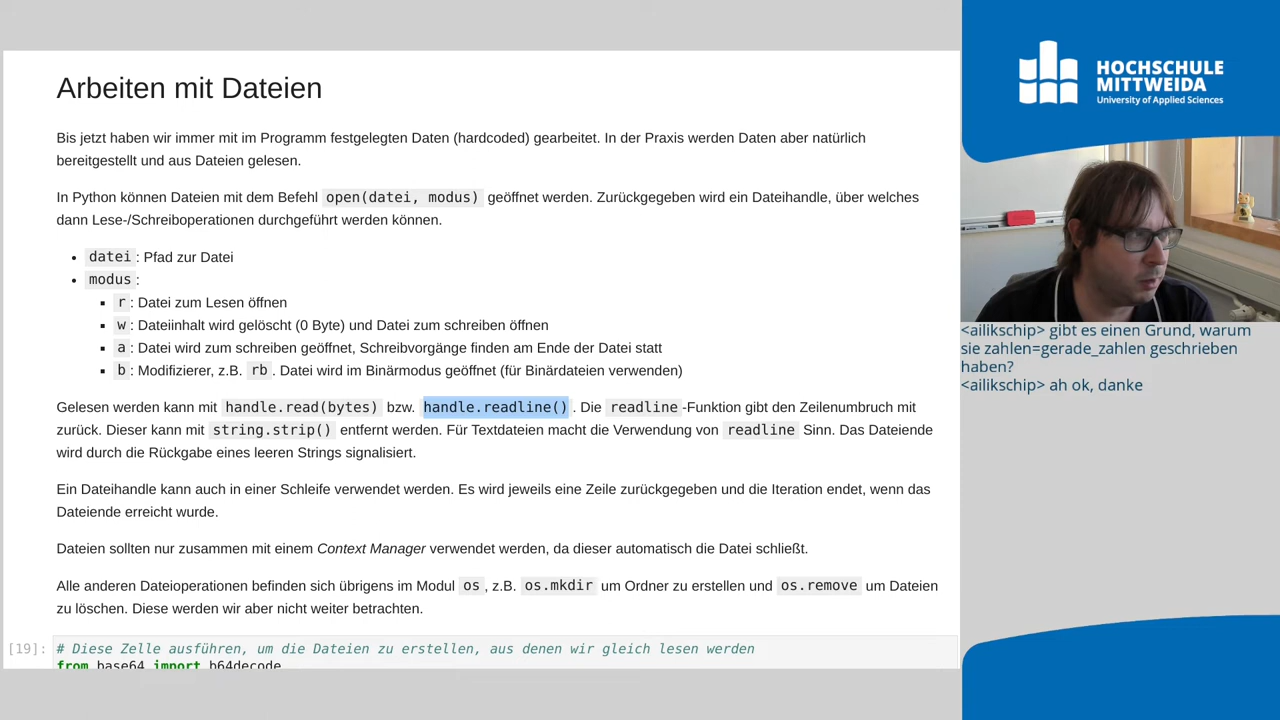 Arbeiten mit Dateien
Bis jetzt haben wir immer mit im Programm festgelegten Daten (hardcoded) gearbeitet. In der Praxis werden Daten aber natürlich
bereitgestellt und aus Dateien gelesen.
In Python können Dateien mit dem Befehl open(datei, modus) geöffnet werden. Zurückgegeben wird ein Dateihandle, über welches
dann Lese-/Schreiboperationen durchgeführt werden können.
• datei : Pfad zur Datei
• modus :
▪ r : Datei zum Lesen öffnen
▪ w : Dateiinhalt wird gelöscht (0 Byte) und Datei zum schreiben öffnen
▪ a : Datei wird zum schreiben geöffnet, Schreibvorgänge finden am Ende der Datei statt
▪ b : Modifizierer, z.B. rb . Datei wird im Binärmodus geöffnet (für Binärdateien verwenden)
Gelesen werden kann mit handle.read(bytes) bzw. handle.readline() . Die readline -Funktion gibt den Zeilenumbruch mit
zurück. Dieser kann mit string.strip() entfernt werden. Für Textdateien macht die Verwendung von readline Sinn. Das Dateiende
wird durch die Rückgabe eines leeren Strings signalisiert.
Ein Dateihandle kann auch in einer Schleife verwendet werden. Es wird jeweils eine Zeile zurückgegeben und die Iteration endet, wenn das
Dateiende erreicht wurde.
Dateien sollten nur zusammen mit einem Context Manager verwendet werden, da dieser automatisch die Datei schließt.
Alle anderen Dateioperationen befinden sich übrigens im Modul os , z.B. os.mkdir um Ordner zu erstellen und os.remove um Dateien
zu löschen. Diese werden wir aber nicht weiter betrachten.
[19]: # Diese Zelle ausführen, um die Dateien zu erstellen, aus denen wir gleich lesen werden
from base64 import b64decode
HOCHSCHULE
MITTWEIDA
University of Applied Sciences
<ailikschip> gibt es einen Grund, warum
sie zahlen=gerade_zahlen geschrieben
haben?
<ailikschip> ah ok, danke